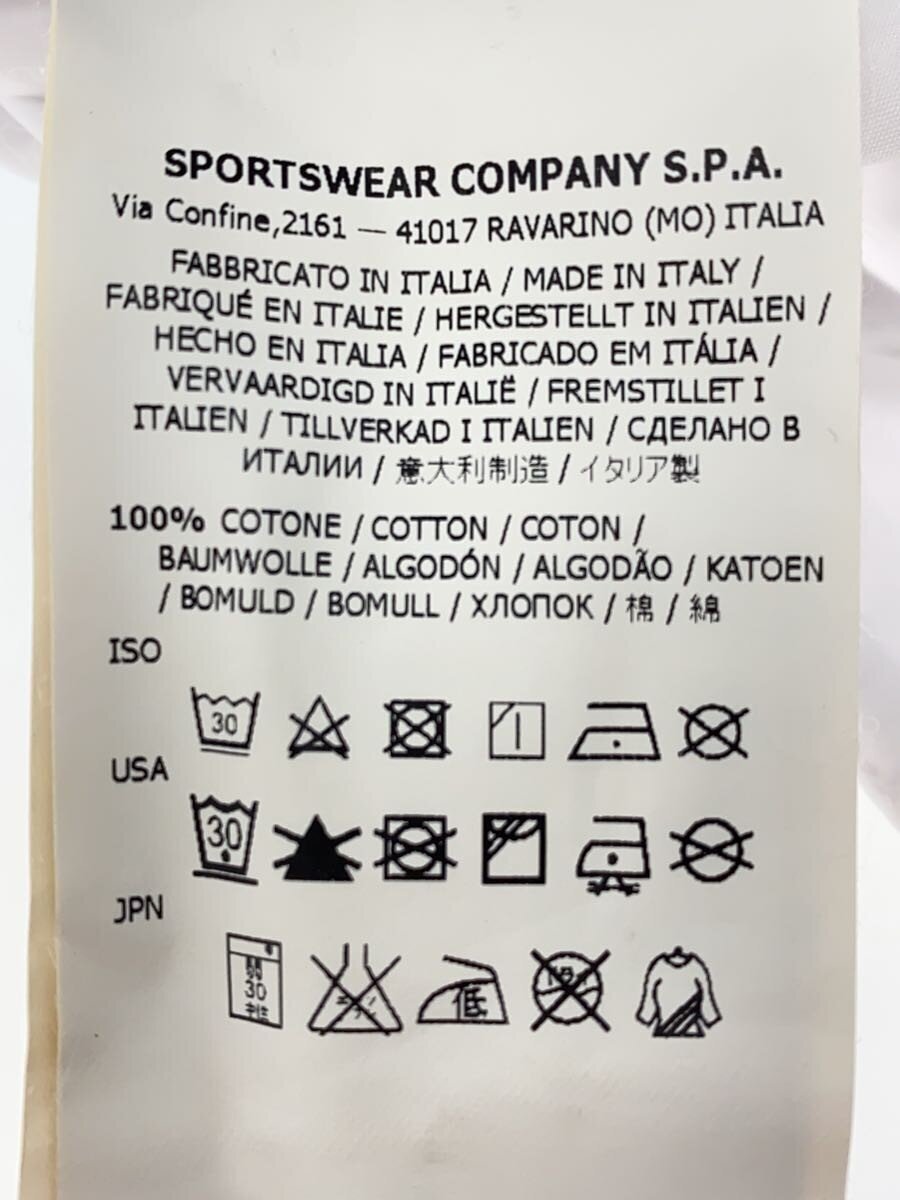 SPORTSWEAR COMPANY S.P.A.
Via Confine,2161 — 41017 RAVARINO (MO) ITALIA
FABBRICATO IN ITALIA / MADE IN ITALY /
FABRIQUÉ EN ITALIE / HERGESTELLT IN ITALIEN /
HECHO EN ITALIA / FABRICADO EM ITÁLIA /
VERVAARDIGD IN ITALIË / FREMSTILLET I
ITALIEN / TILLVERKAD I ITALIEN / СДЕЛАНО В
ИТАЛИИ / 意大利制造 / イタリア製
100% COTONE / COTTON / COTON /
BAUMWOLLE / ALGODÓN / ALGODÃO / KATOEN
/ BOMULD / BOMULL / ХЛОПОК / 棉 / 綿
ISO
30
USA
30
JPN
弱
30
中性
低